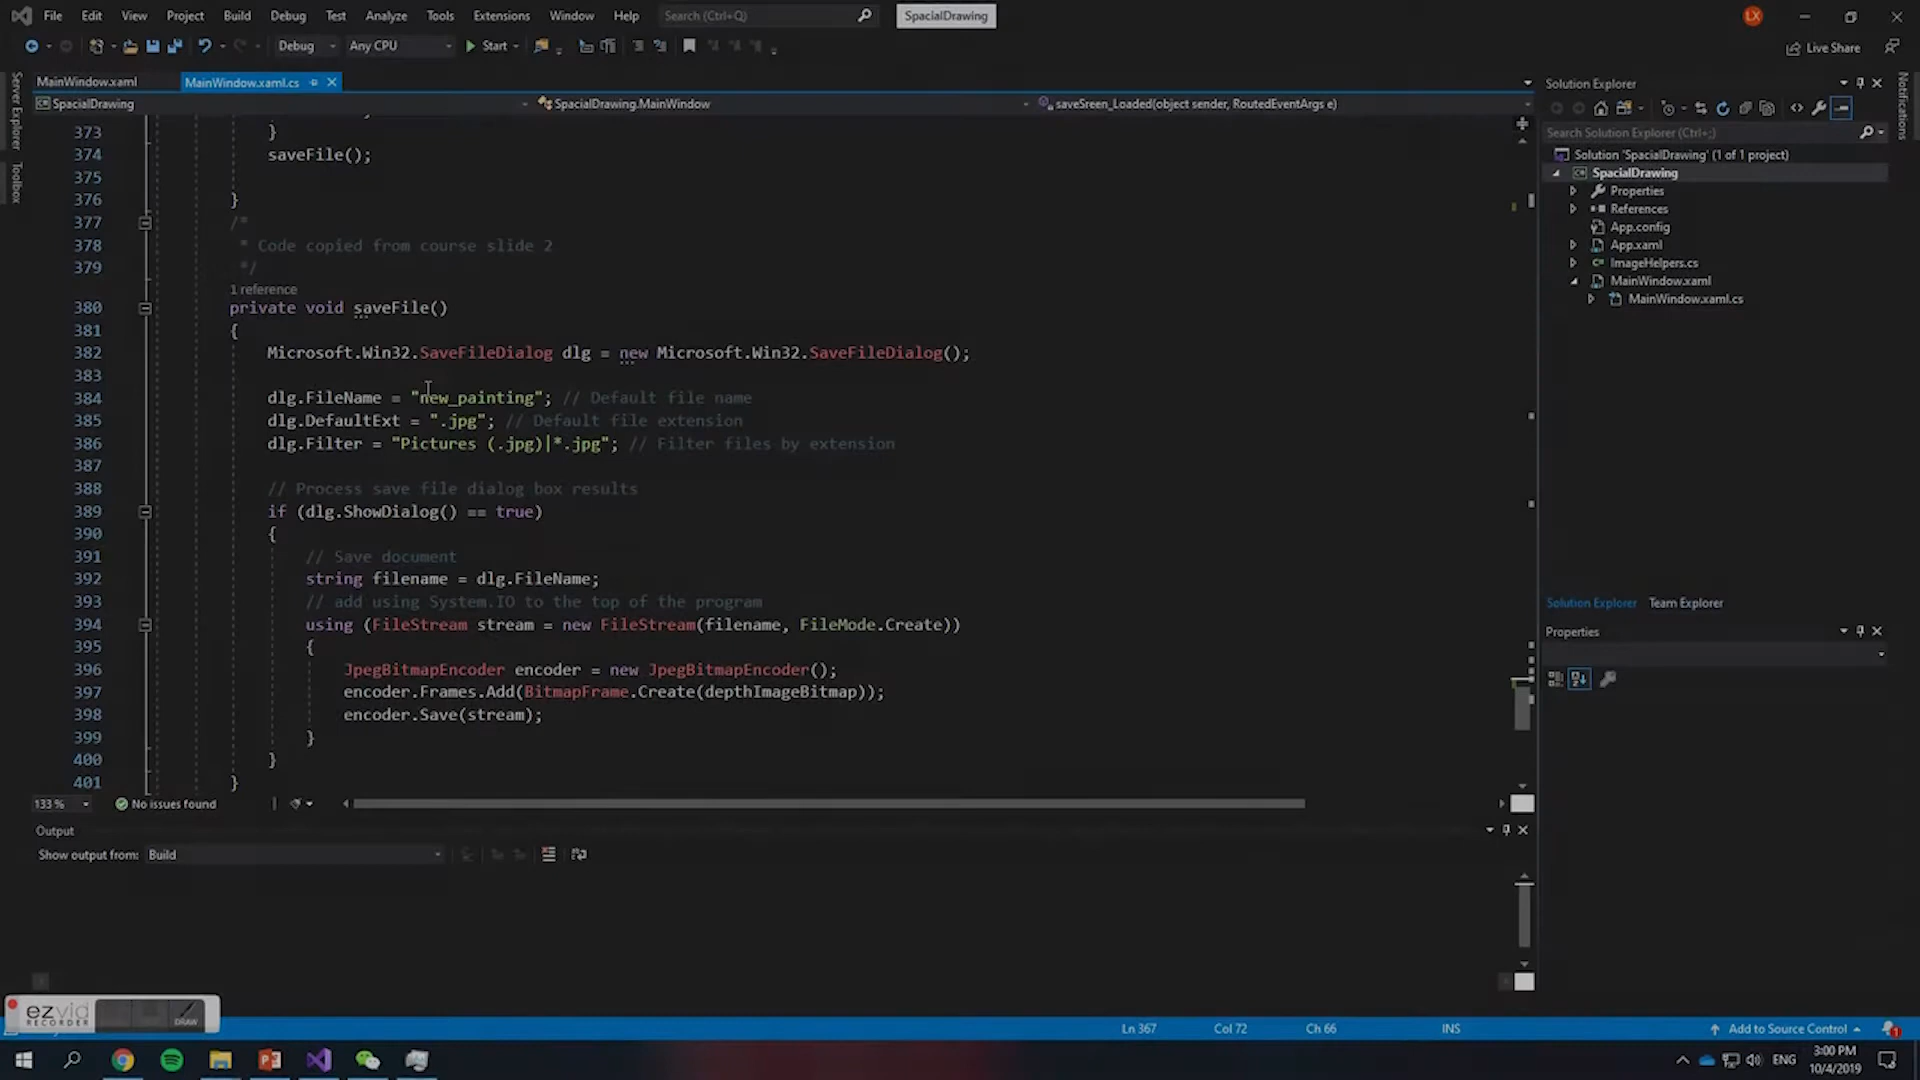 File Edit View Project Build Debug Test Analyze Tools Extensions Window Help Search (Ctrl+Q) SpacialDrawing LX
Debug Any CPU Start Live Share
Server Explorer
Toolbox
Notifications
MainWindow.xaml MainWindow.xaml.cs
SpacialDrawing SpacialDrawing.MainWindow saveSreen_Loaded(object sender, RoutedEventArgs e)
373 }
374 saveFile();
375
376 }
377 /*
378 * Code copied from course slide 2
379 */
1 reference
380 private void saveFile()
381 {
382 Microsoft.Win32.SaveFileDialog dlg = new Microsoft.Win32.SaveFileDialog();
383
384 dlg.FileName = "new_painting"; // Default file name
385 dlg.DefaultExt = ".jpg"; // Default file extension
386 dlg.Filter = "Pictures (.jpg)|*.jpg"; // Filter files by extension
387
388 // Process save file dialog box results
389 if (dlg.ShowDialog() == true)
390 {
391 // Save document
392 string filename = dlg.FileName;
393 // add using System.IO to the top of the program
394 using (FileStream stream = new FileStream(filename, FileMode.Create))
395 {
396 JpegBitmapEncoder encoder = new JpegBitmapEncoder();
397 encoder.Frames.Add(BitmapFrame.Create(depthImageBitmap));
398 encoder.Save(stream);
399 }
400 }
401 }
133 % No issues found
Output
Show output from: Build
Solution Explorer
Search Solution Explorer (Ctrl+;)
Solution 'SpacialDrawing' (1 of 1 project)
SpacialDrawing
Properties
References
App.config
App.xaml
ImageHelpers.cs
MainWindow.xaml
MainWindow.xaml.cs
Solution Explorer Team Explorer
Properties
ezvid
RECORDER
DRAW
Ln 367 Col 72 Ch 66 INS Add to Source Control 1
ENG 3:00 PM
10/4/2019